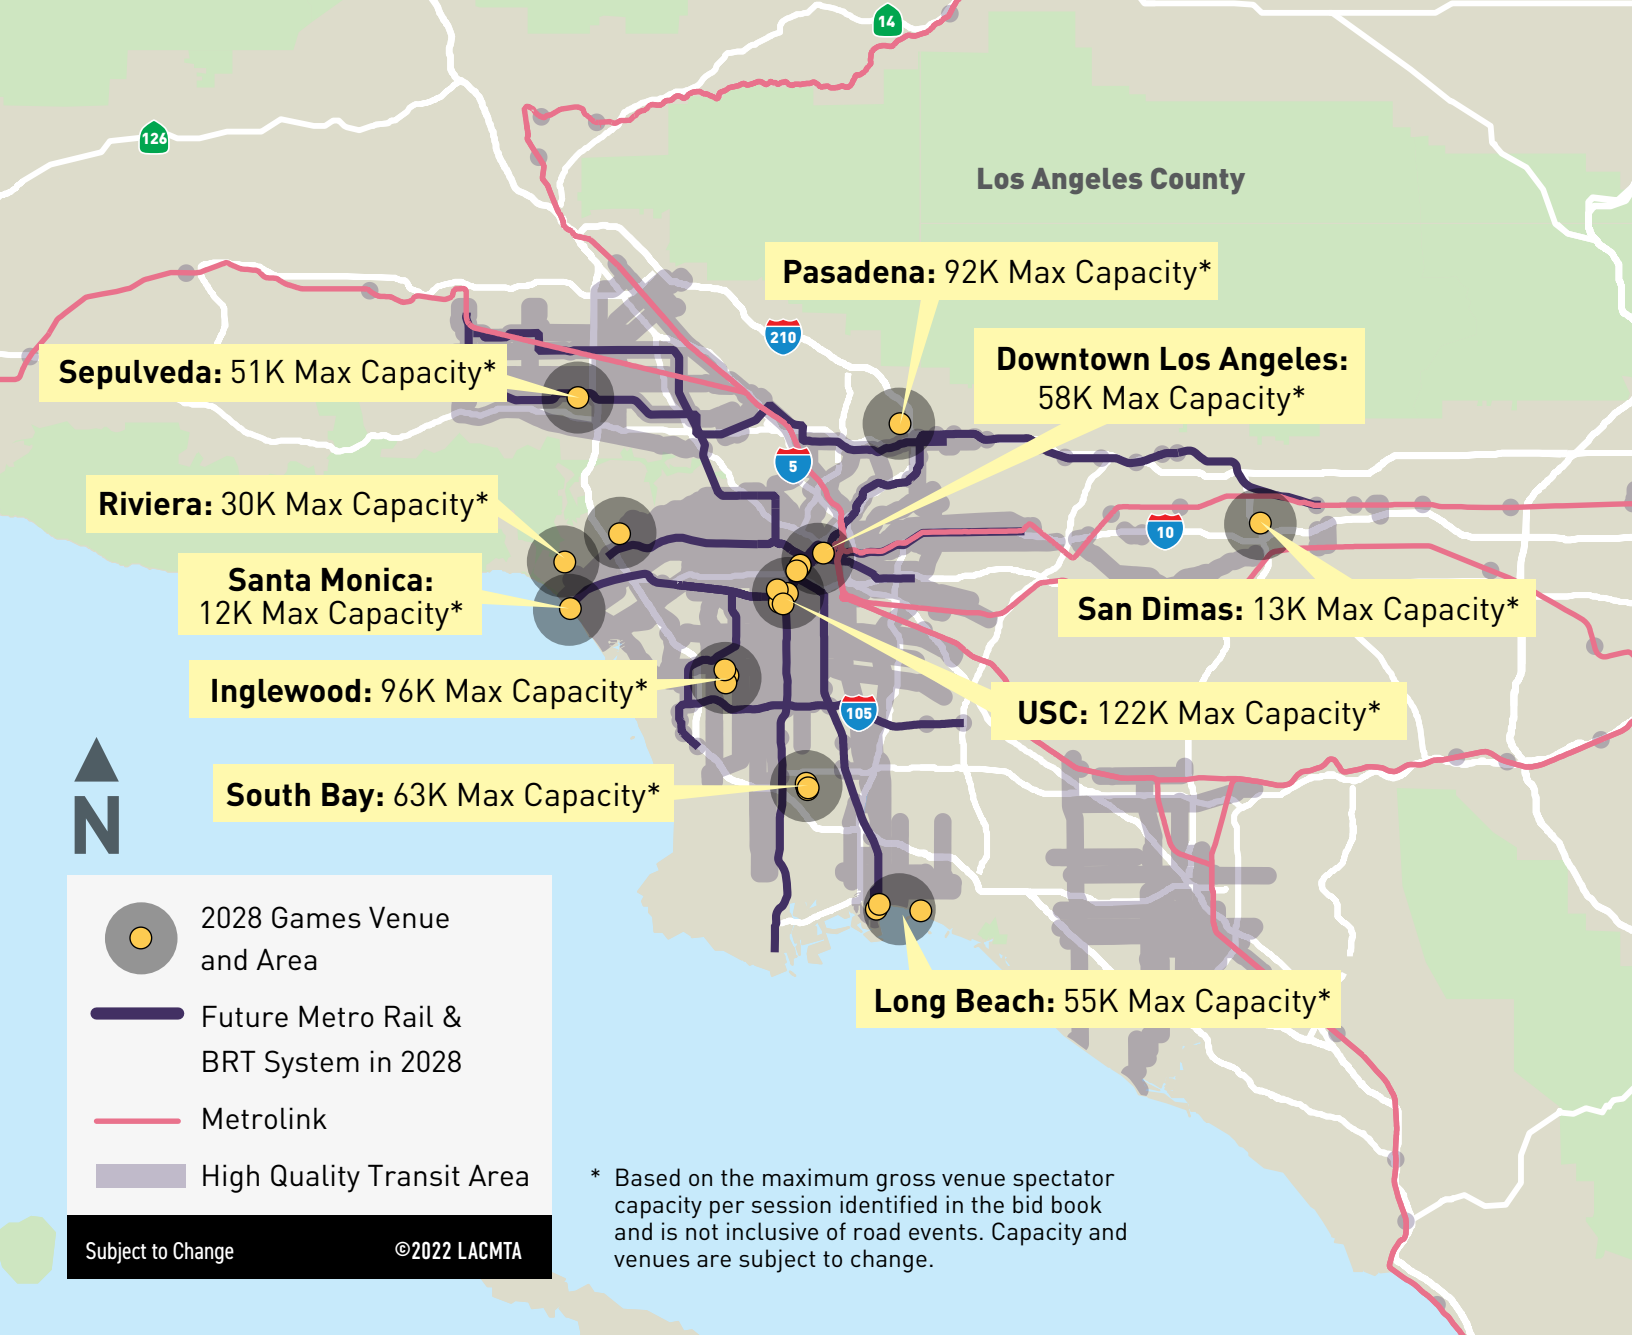 14
126
Los Angeles County
Pasadena: 92K Max Capacity*
210
Downtown Los Angeles:
58K Max Capacity*
Sepulveda: 51K Max Capacity*
5
Riviera: 30K Max Capacity*
10
Santa Monica:
12K Max Capacity*
San Dimas: 13K Max Capacity*
Inglewood: 96K Max Capacity*
105
USC: 122K Max Capacity*
South Bay: 63K Max Capacity*
N
Long Beach: 55K Max Capacity*
2028 Games Venue
and Area
Future Metro Rail &
BRT System in 2028
Metrolink
High Quality Transit Area
Subject to Change ©2022 LACMTA
* Based on the maximum gross venue spectator
capacity per session identified in the bid book
and is not inclusive of road events. Capacity and
venues are subject to change.